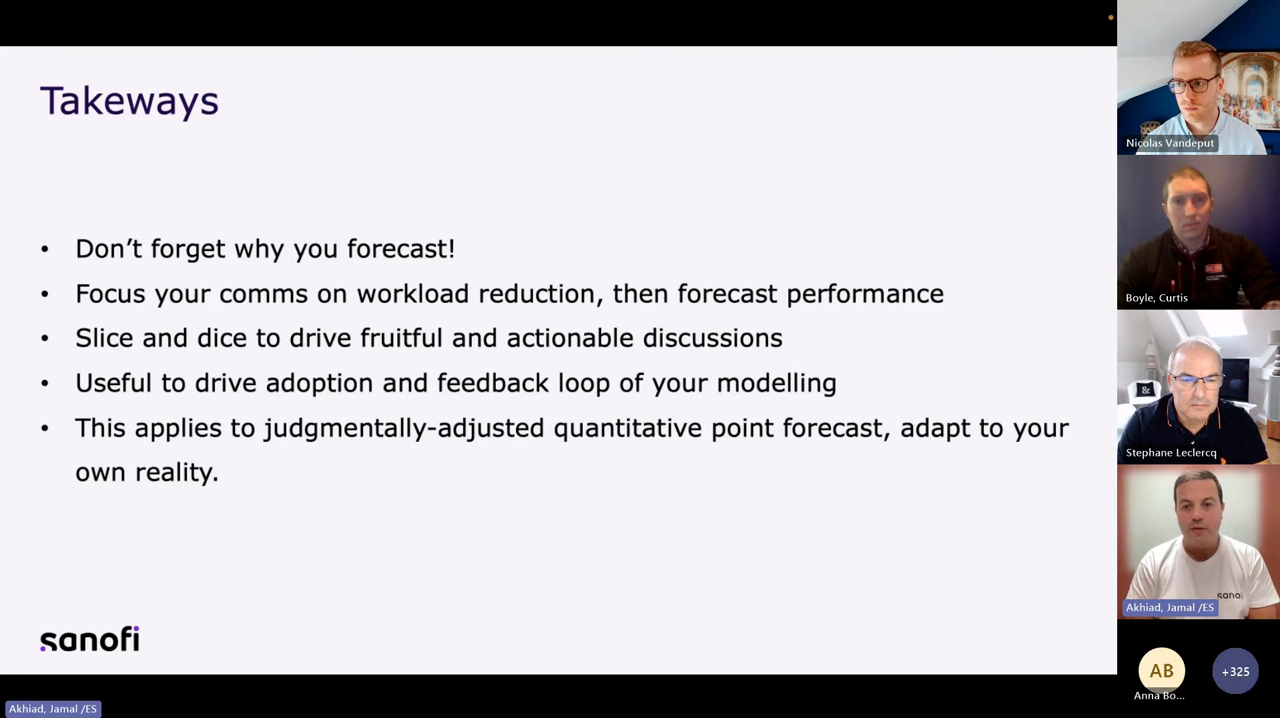 Takeways
• Don’t forget why you forecast!
• Focus your comms on workload reduction, then forecast performance
• Slice and dice to drive fruitful and actionable discussions
• Useful to drive adoption and feedback loop of your modelling
• This applies to judgmentally-adjusted quantitative point forecast, adapt to your
own reality.
sanofi
Akhiad, Jamal /ES
Nicolas Vandeput
Boyle, Curtis
&
Stephane Leclercq
sanofi
Akhiad, Jamal /ES
AB
Anna Bo...
+325